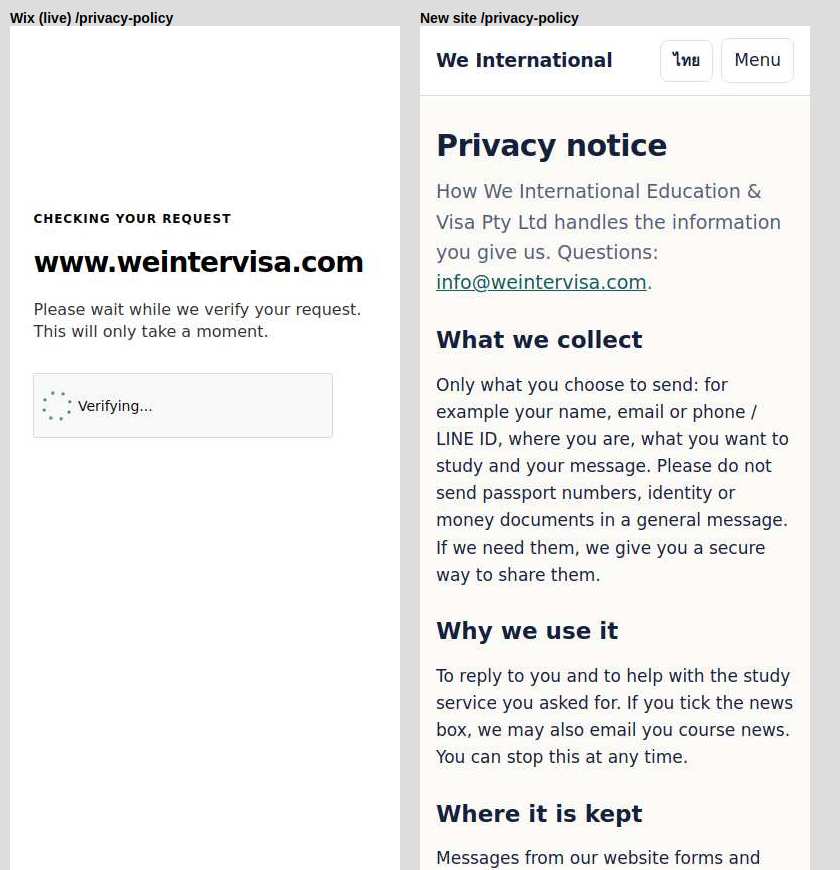 Wix (live) /privacy-policy
CHECKING YOUR REQUEST
www.weintervisa.com
Please wait while we verify your request.
This will only take a moment.
Verifying...
New site /privacy-policy
We International
ไทย
Menu
Privacy notice
How We International Education &
Visa Pty Ltd handles the information
you give us. Questions:
info@weintervisa.com.
What we collect
Only what you choose to send: for
example your name, email or phone /
LINE ID, where you are, what you want to
study and your message. Please do not
send passport numbers, identity or
money documents in a general message.
If we need them, we give you a secure
way to share them.
Why we use it
To reply to you and to help with the study
service you asked for. If you tick the news
box, we may also email you course news.
You can stop this at any time.
Where it is kept
Messages from our website forms and